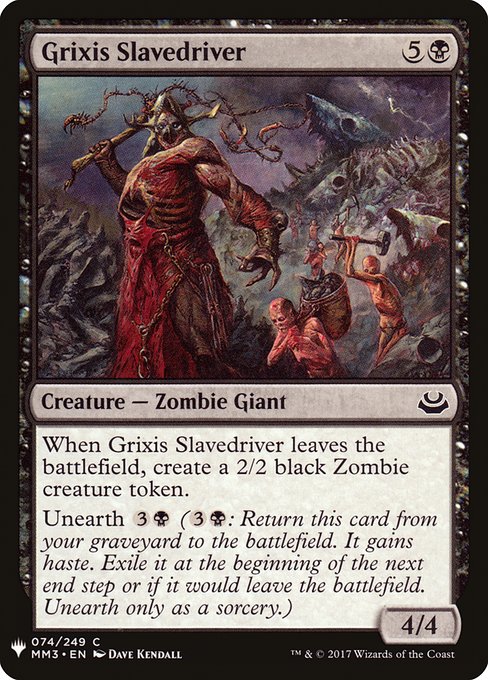 Grixis Slavedriver 5
Creature — Zombie Giant
When Grixis Slavedriver leaves the
battlefield, create a 2/2 black Zombie
creature token.
Unearth 3 (3: Return this card from
your graveyard to the battlefield. It gains
haste. Exile it at the beginning of the next
end step or if it would leave the battlefield.
Unearth only as a sorcery.)
4/4
074/249 C
MM3 • EN Dave Kendall
™ & © 2017 Wizards of the Coast